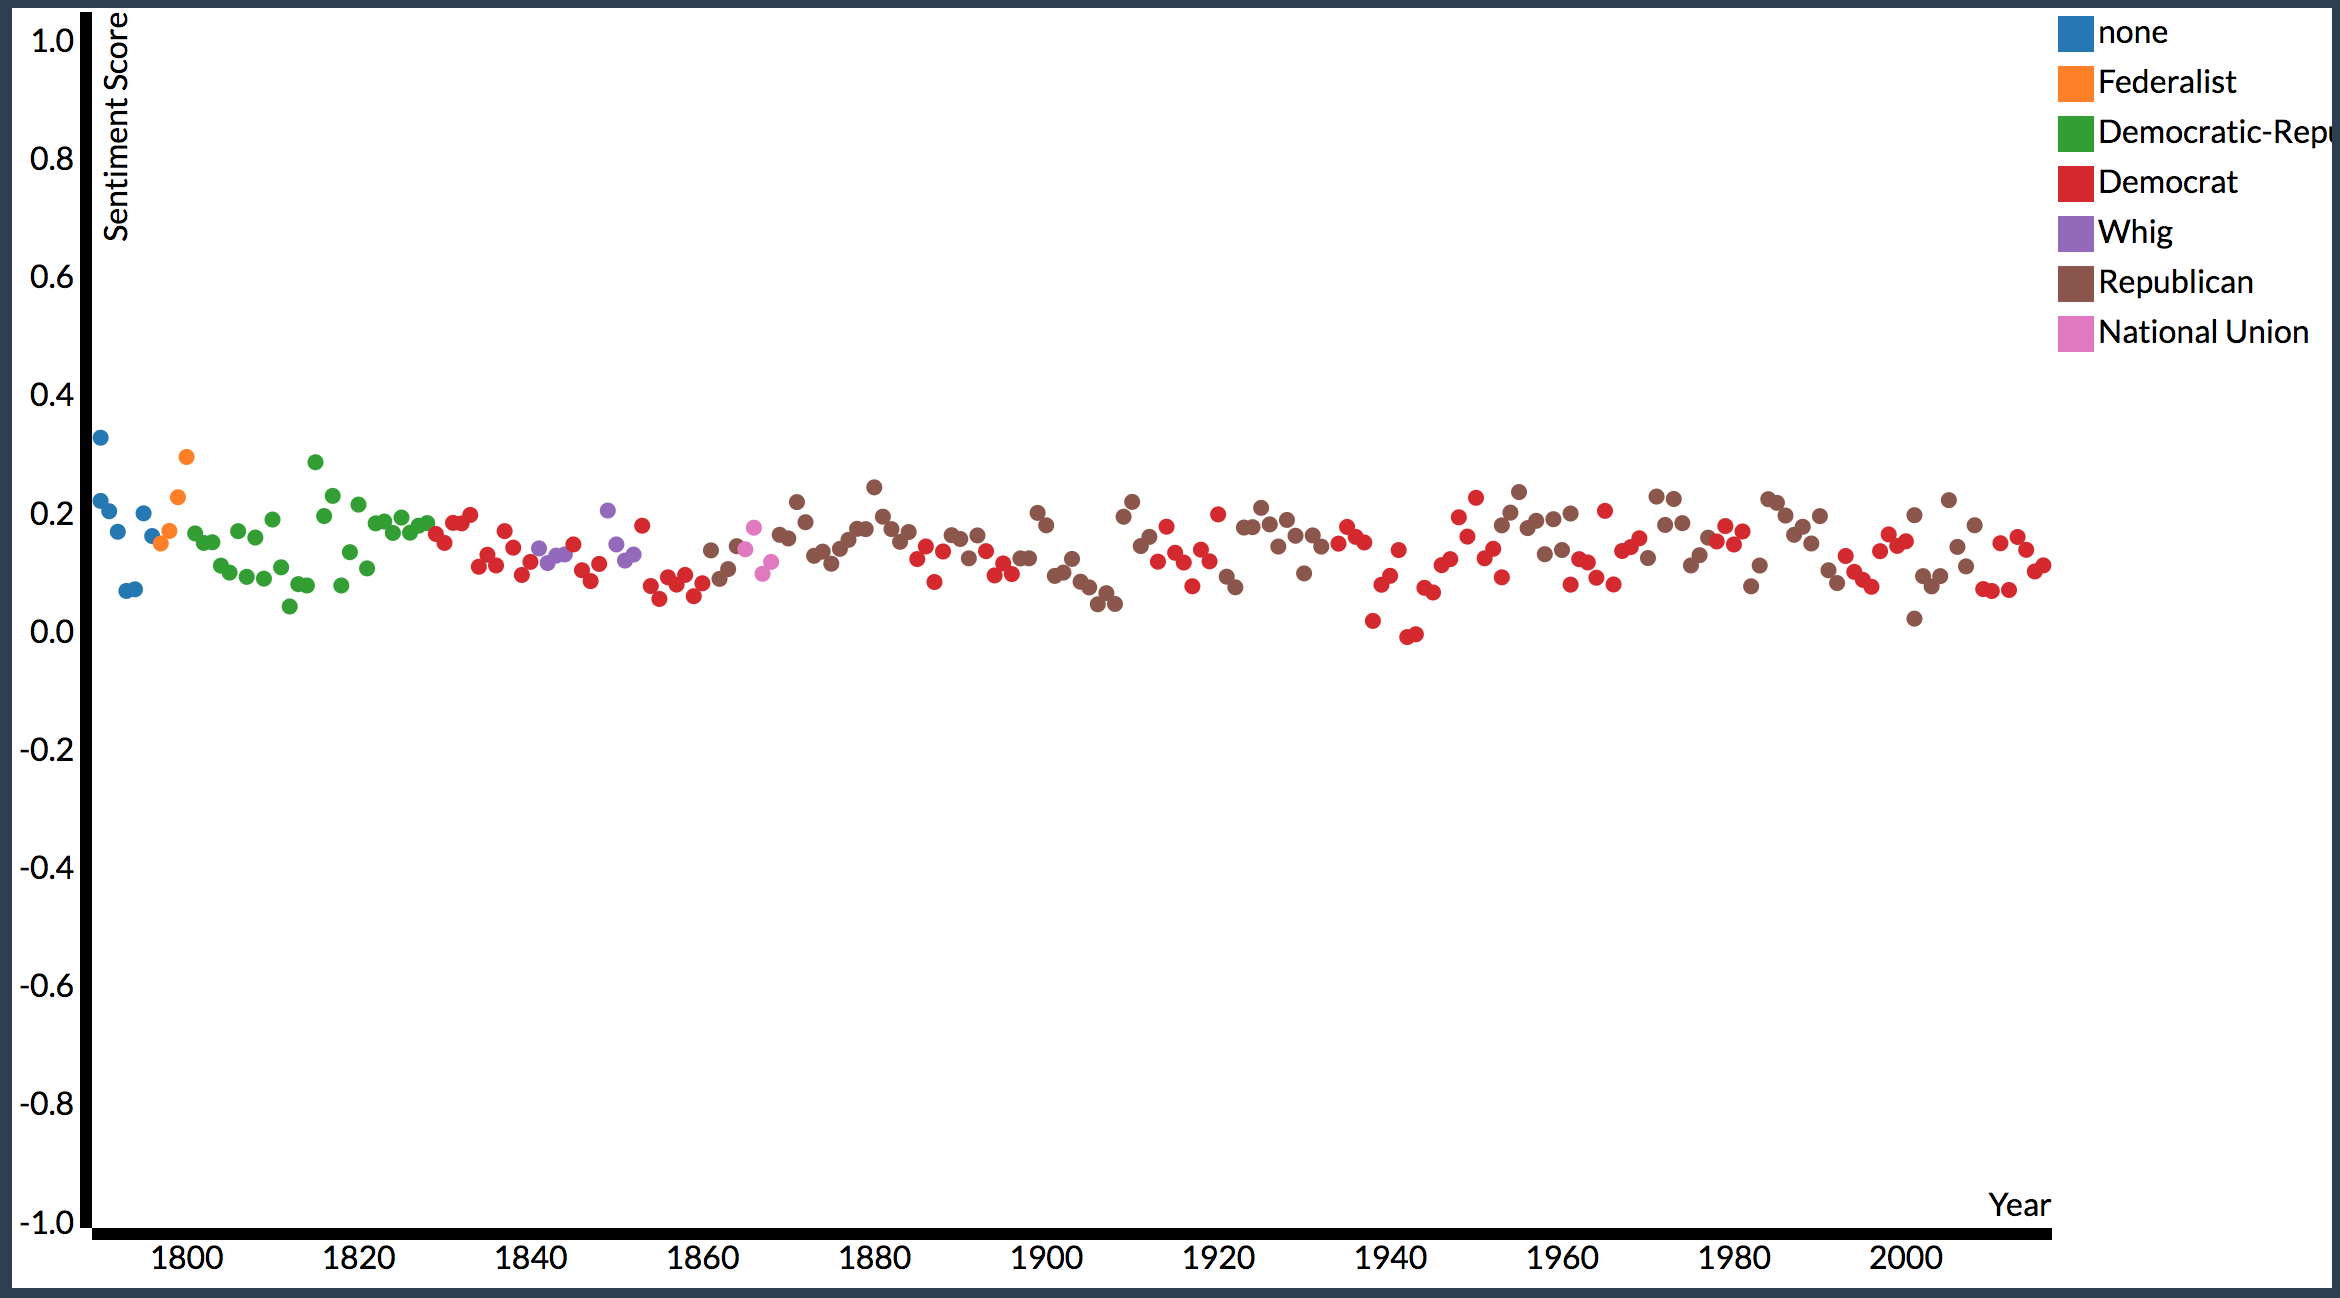 1.0
0.8
0.6
0.4
0.2
0.0
-0.2
-0.4
-0.6
-0.8
-1.0
Sentiment Score
none
Federalist
Democratic-Repu
Democrat
Whig
Republican
National Union
Year
1800 1820 1840 1860 1880 1900 1920 1940 1960 1980 2000